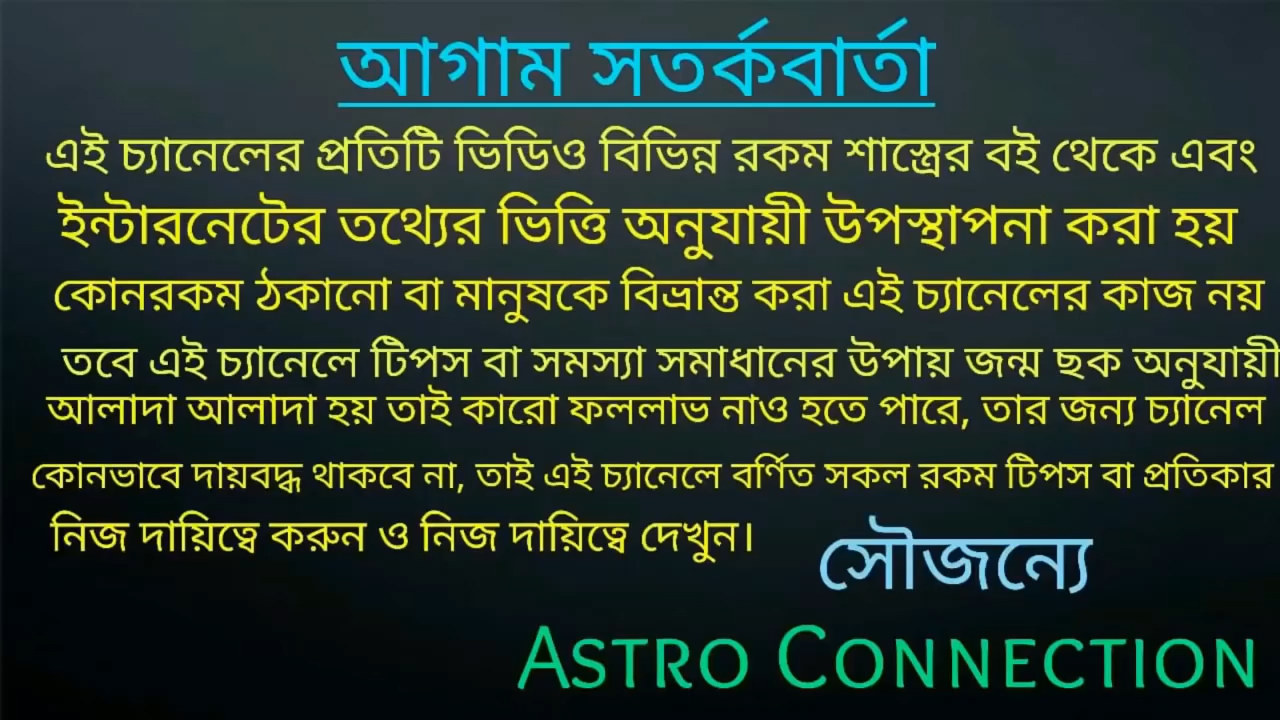 আগাম সতর্কবার্তা
এই চ্যানেলের প্রতিটি ভিডিও বিভিন্ন রকম শাস্ত্রের বই থেকে এবং
ইন্টারনেটের তথ্যের ভিত্তি অনুযায়ী উপস্থাপনা করা হয়
কোনরকম ঠকানো বা মানুষকে বিভ্রান্ত করা এই চ্যানেলের কাজ নয়
তবে এই চ্যানেলে টিপস বা সমস্যা সমাধানের উপায় জন্ম ছক অনুযায়ী
আলাদা আলাদা হয় তাই কারো ফললাভ নাও হতে পারে, তার জন্য চ্যানেল
কোনভাবে দায়বদ্ধ থাকবে না, তাই এই চ্যানেলে বর্ণিত সকল রকম টিপস বা প্রতিকার
নিজ দায়িত্বে করুন ও নিজ দায়িত্বে দেখুন।
সৌজন্যে
ASTRO CONNECTION